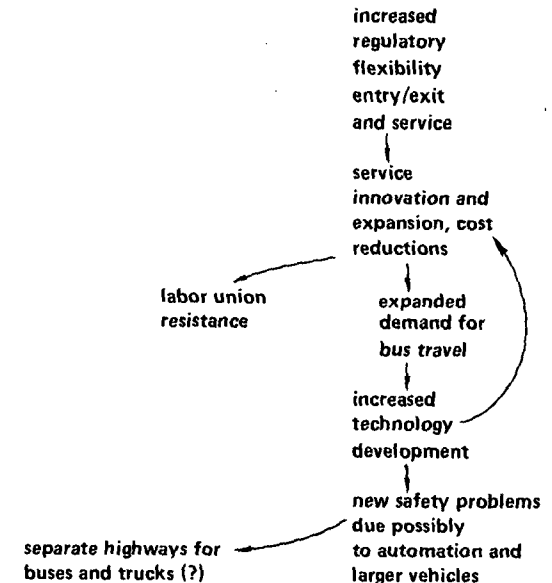 increased
regulatory
flexibility
entry/exit
and service
service
innovation and
expansion, cost
reductions
labor union
resistance
expanded
demand for
bus travel
increased
technology
development
new safety problems
due possibly
to automation and
larger vehicles
separate highways for
buses and trucks (?)